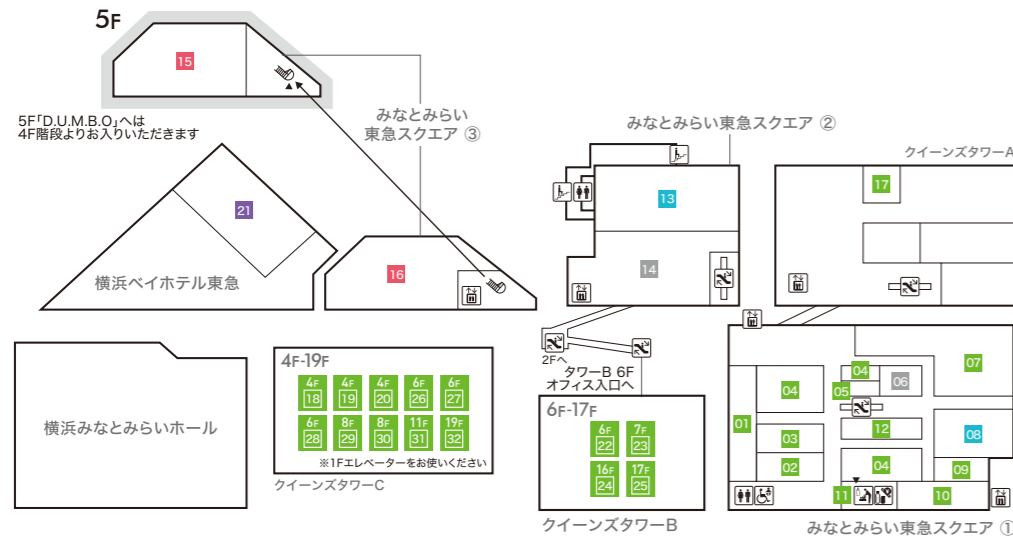 5F
15
5F「D.U.M.B.O」へは
4F階段よりお入りいただきます
みなとみらい
東急スクエア ③
みなとみらい東急スクエア ②
クイーンズタワーA
21
横浜ベイホテル東急
16
13
14
17
2Fへ
タワーB 6F
オフィス入口へ
横浜みなとみらいホール
4F-19F
4F 4F 4F 6F 6F
18 19 20 26 27
6F 8F 8F 11F 19F
28 29 30 31 32
※1Fエレベーターをお使いください
クイーンズタワーC
6F-17F
6F 7F
22 23
16F 17F
24 25
クイーンズタワーB
07
04
04
05
06
01
12
03
08
02
04
09
11
10
みなとみらい東急スクエア ①